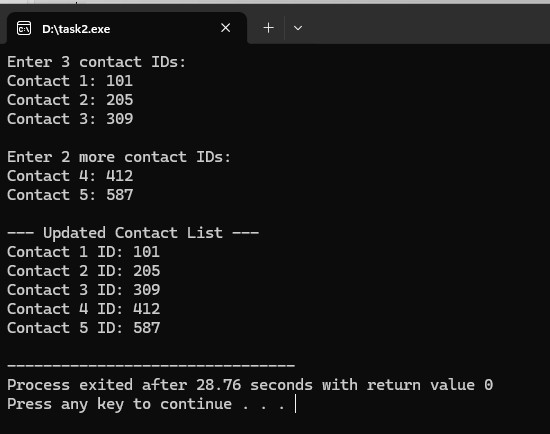 D:\task2.exe
Enter 3 contact IDs:
Contact 1: 101
Contact 2: 205
Contact 3: 309
Enter 2 more contact IDs:
Contact 4: 412
Contact 5: 587
--- Updated Contact List ---
Contact 1 ID: 101
Contact 2 ID: 205
Contact 3 ID: 309
Contact 4 ID: 412
Contact 5 ID: 587
--------------------------------
Process exited after 28.76 seconds with return value 0
Press any key to continue . . .